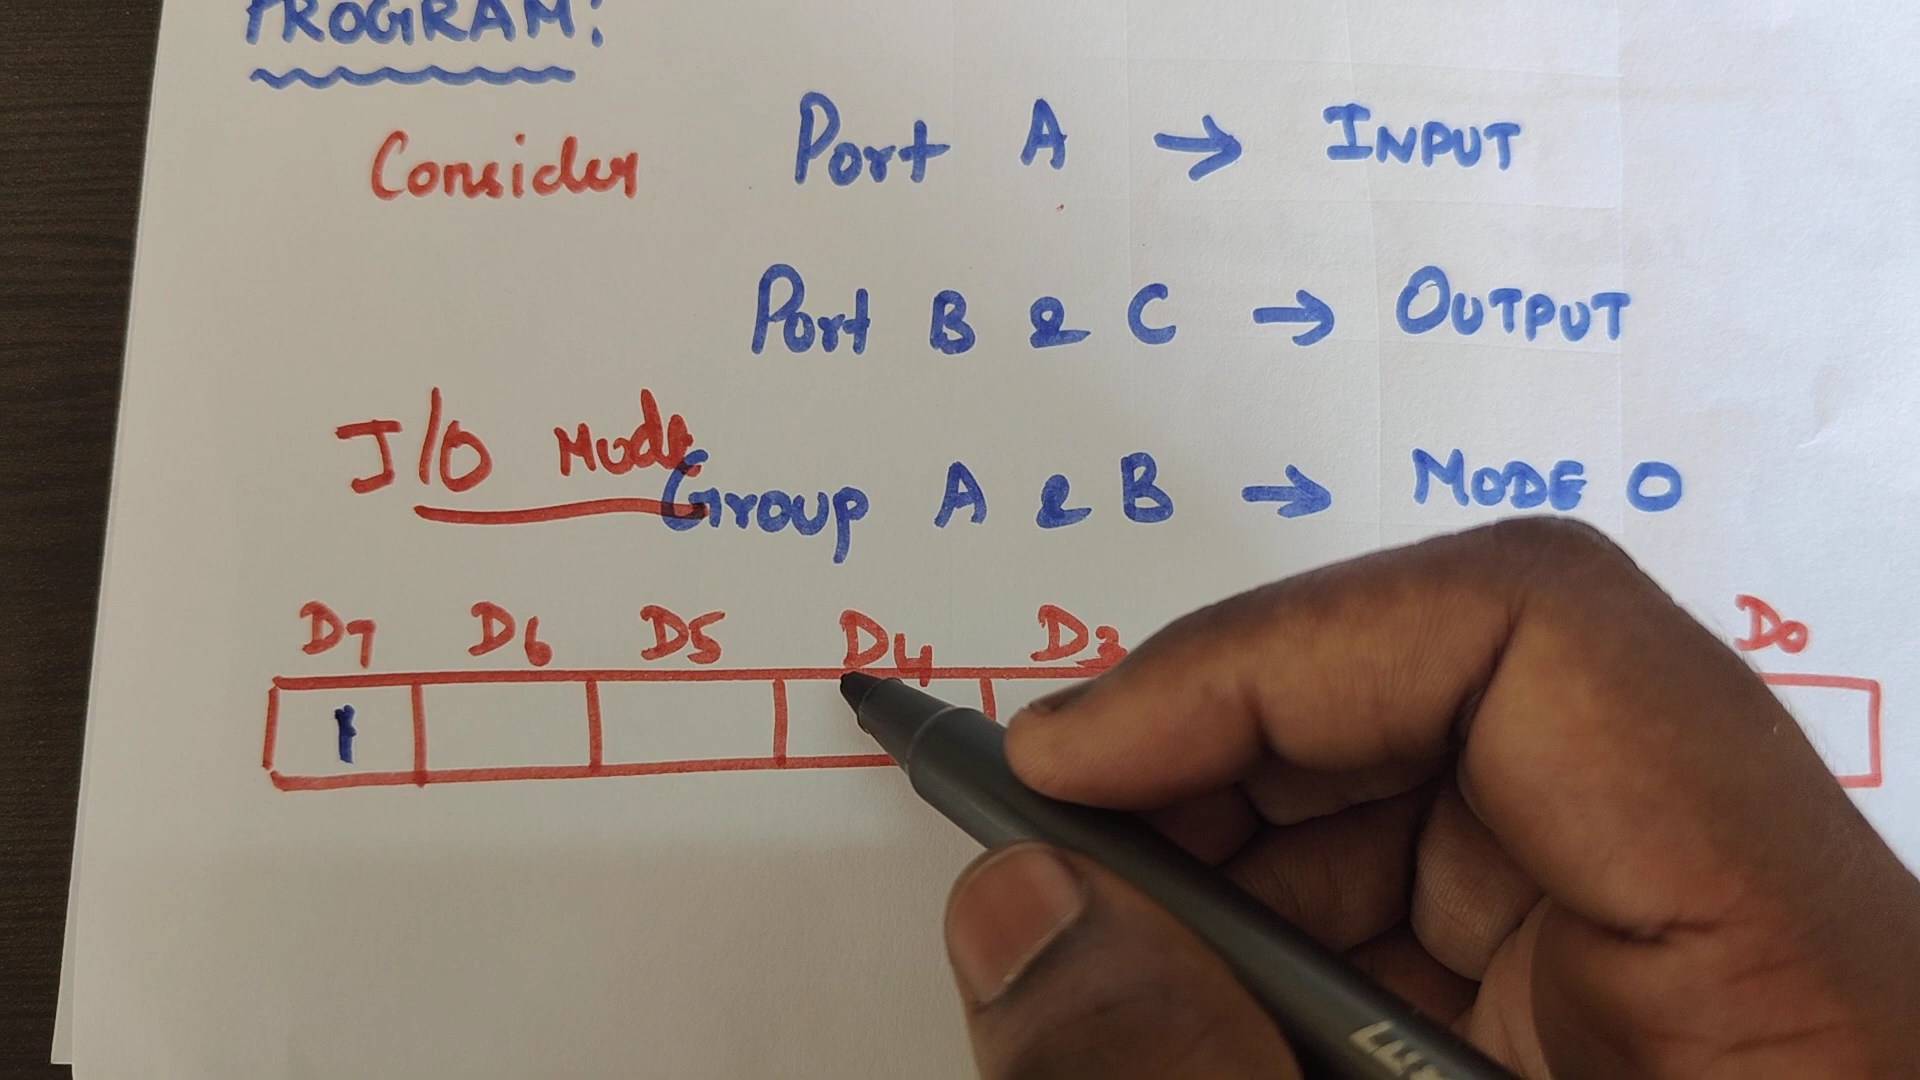 PROGRAM:
Consider Port A → INPUT
Port B & C → OUTPUT
I/O Mode
Group A & B → MODE 0
D7 D6 D5 D4 D3 D0
1